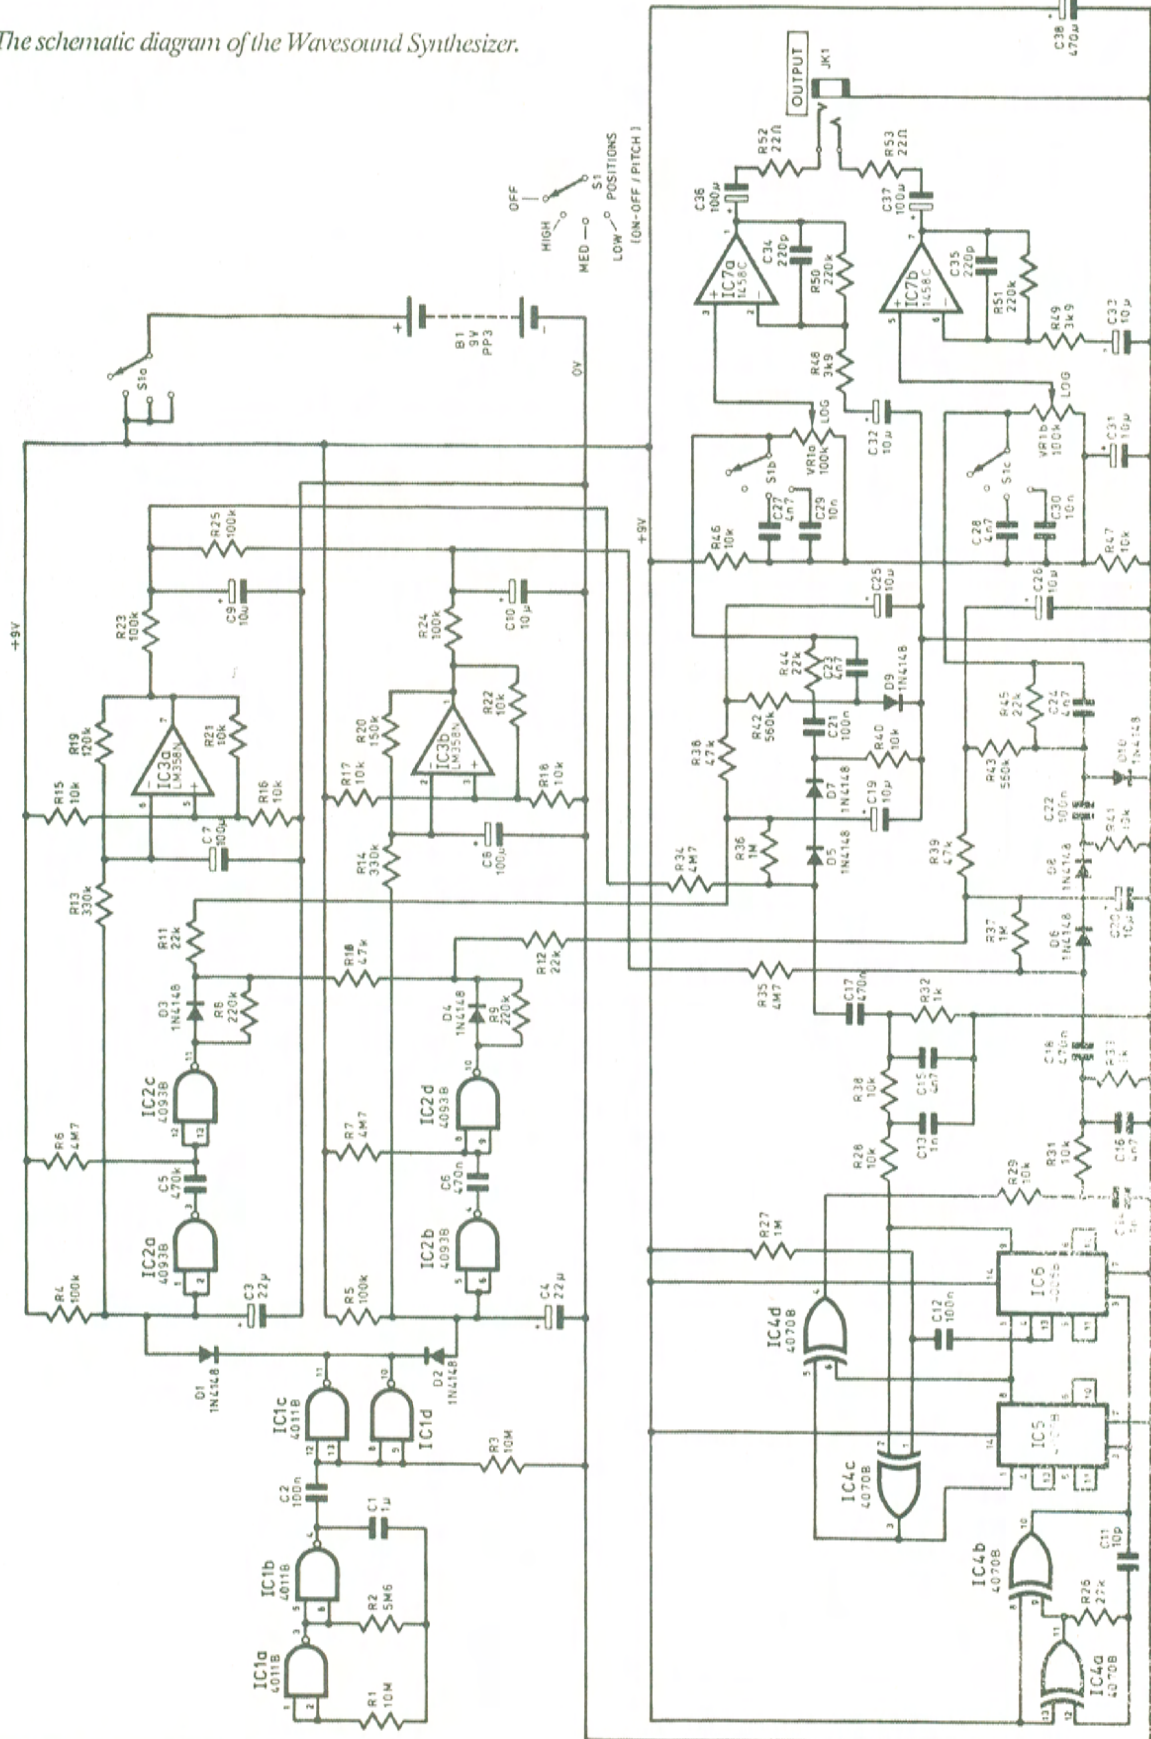 The schematic diagram of the Wavesound Synthesizer.
+9V
R15
10k
R19
120k
IC3a
LM358N
R21
10k
R16
10k
R13
330k
C7
100µ
R23
100k
C9
10µ
R25
100k
R17
10k
R20
150k
IC3b
LM358N
R22
10k
R18
10k
R14
330k
C8
100µ
R24
100k
C10
10µ
S1a
B1
9V
PP3
0V
OFF
HIGH
MED
LOW
S1
POSITIONS
(ON-OFF / PITCH)
R4
100k
R6
4M7
IC2a
4093B
C5
470k
IC2c
4093B
D3
1N4148
R8
220k
R11
22k
C3
22µ
R5
100k
R7
4M7
IC2b
4093B
C6
470n
IC2d
4093B
D4
1N4148
R9
220k
R10
47k
R12
22k
C4
22µ
D1
1N4148
D2
1N4148
IC1c
4011B
IC1d
R3
10M
C2
100n
C1
1µ
IC1b
4011B
R2
5M6
IC1a
4011B
R1
10M
C38
470µ
OUTPUT
JK1
R52
22Ω
R53
22Ω
C36
100µ
C37
100µ
IC7a
1458C
IC7b
1458C
C34
220p
R50
220k
C35
220p
R51
220k
R48
3k9
R49
3k9
C32
10µ
C33
10µ
LOG
VR1a
100k
LOG
VR1b
100k
S1b
S1c
C27
4n7
C29
10n
C28
4n7
C30
10n
C31
10µ
R46
10k
R47
10k
+9V
C25
10µ
C26
10µ
R44
22k
C23
4n7
D9
1N4148
R42
560k
C21
100n
R40
10k
R38
47k
D7
1N4148
C19
10µ
R36
1M
D5
1N4148
R34
4M7
R45
22k
C24
4n7
R43
560k
D10
1N4148
C22
100n
R41
R39
47k
D8
1N4148
R37
1M
D6
1N4148
C20
10µ
R35
4M7
C17
470n
R32
1k
C18
470n
C15
4n7
C13
1n
R28
10k
R29
10k
R31
10k
C16
4n7
R27
1M
C12
100n
IC6
IC5
IC4d
4070B
IC4c
4070B
IC4b
4070B
IC4a
4070B
C11
10p
R26